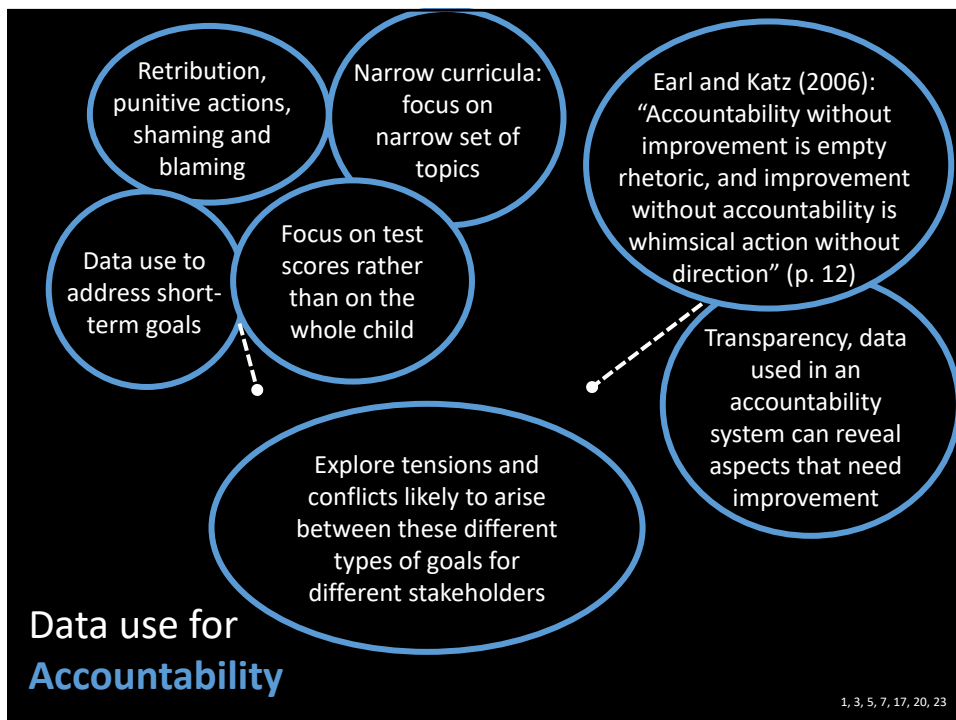 Retribution,
punitive actions,
shaming and
blaming
Narrow curricula:
focus on
narrow set of
topics
Earl and Katz (2006):
“Accountability without
improvement is empty
rhetoric, and improvement
without accountability is
whimsical action without
direction” (p. 12)
Data use to
address short-
term goals
Focus on test
scores rather
than on the
whole child
Transparency, data
used in an
accountability
system can reveal
aspects that need
improvement
Explore tensions and
conflicts likely to arise
between these different
types of goals for
different stakeholders
Data use for
Accountability
1, 3, 5, 7, 17, 20, 23